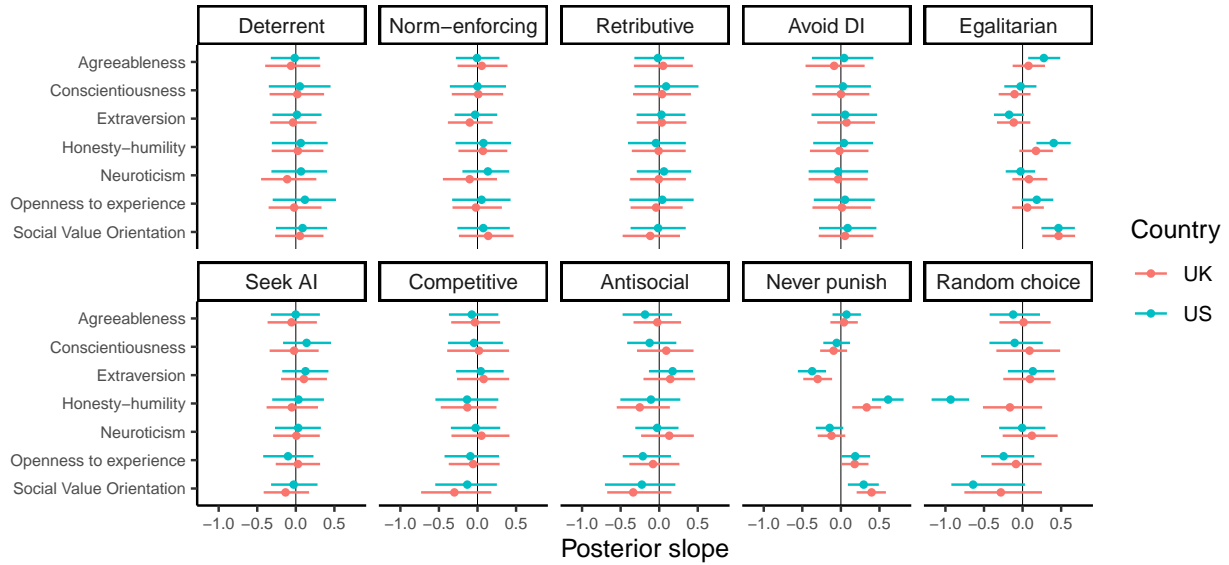 Deterrent Norm−enforcing Retributive Avoid DI Egalitarian
Agreeableness
Conscientiousness
Extraversion
Honesty−humility
Neuroticism
Openness to experience
Social Value Orientation
Country
UK
US
Seek AI Competitive Antisocial Never punish Random choice
Agreeableness
Conscientiousness
Extraversion
Honesty−humility
Neuroticism
Openness to experience
Social Value Orientation
−1.0 −0.5 0.0 0.5 −1.0 −0.5 0.0 0.5 −1.0 −0.5 0.0 0.5 −1.0 −0.5 0.0 0.5 −1.0 −0.5 0.0 0.5
Posterior slope